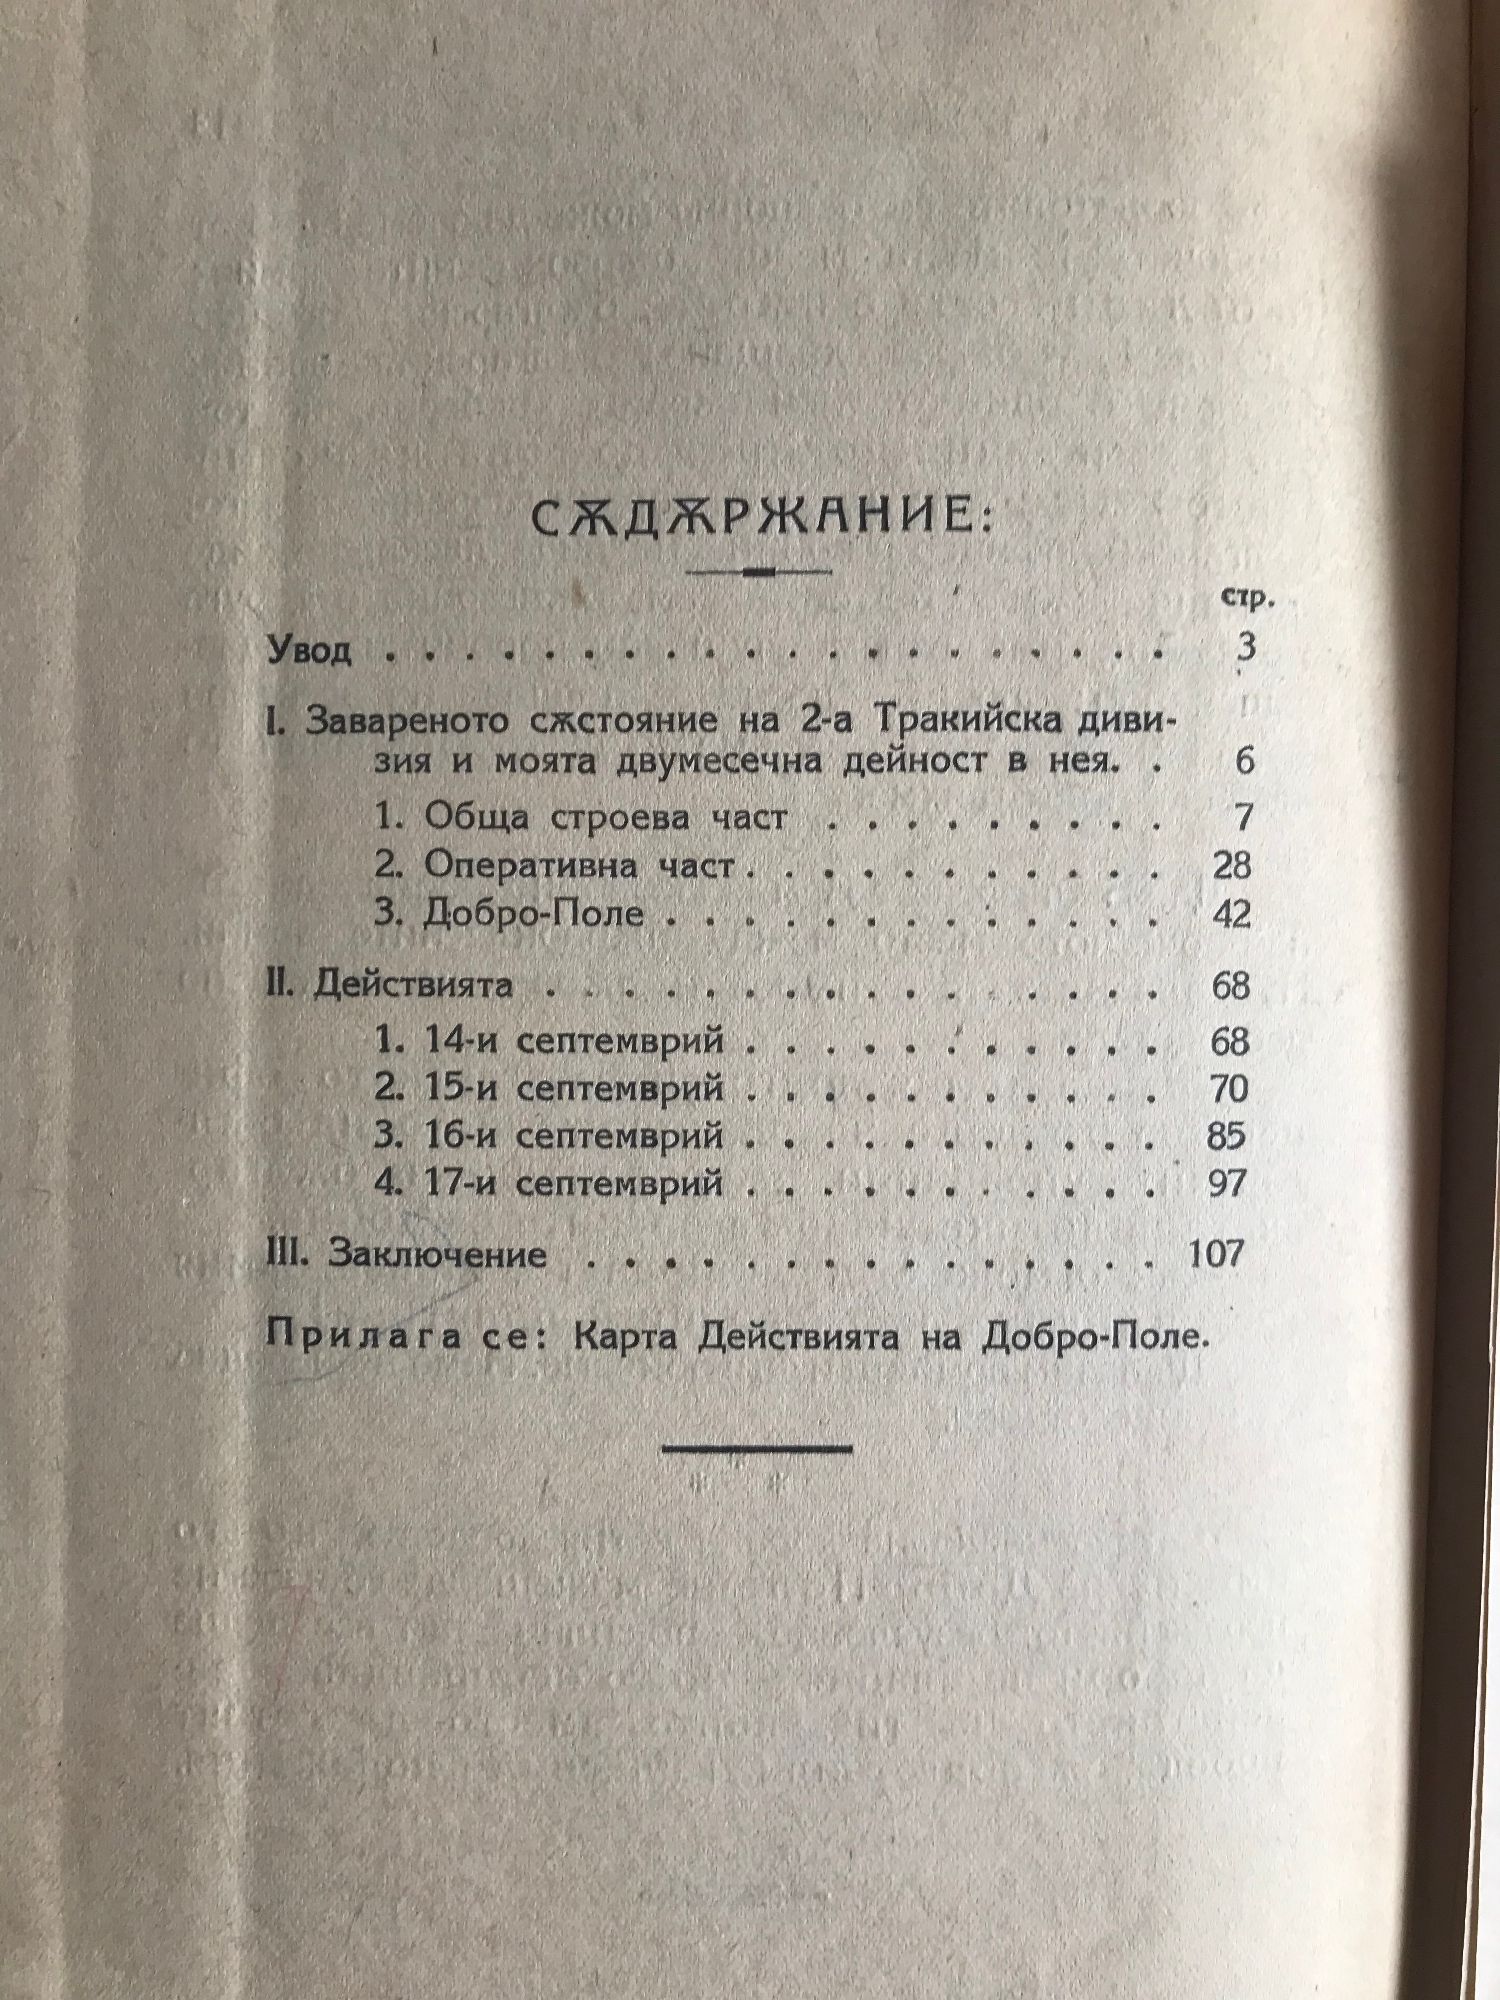 СѪДѪРЖАНИЕ:
стр.
Увод . . . . . . . . . . . . . . . . . . . . 3
I. Завареното сѫстояние на 2-а Тракийска диви-
зия и моята двумесечна дейност в нея. . 6
1. Обща строева част . . . . . . . . . 7
2. Оперативна част . . . . . . . . . . . 28
3. Добро-Поле . . . . . . . . . . . . . 42
II. Действията . . . . . . . . . . . . . . . . 68
1. 14-и септемврий . . . . . . . . . . . 68
2. 15-и септемврий . . . . . . . . . . . 70
3. 16-и септемврий . . . . . . . . . . . 85
4. 17-и септемврий . . . . . . . . . . . 97
III. Заключение . . . . . . . . . . . . . . . 107
Прилага се: Карта Действията на Добро-Поле.